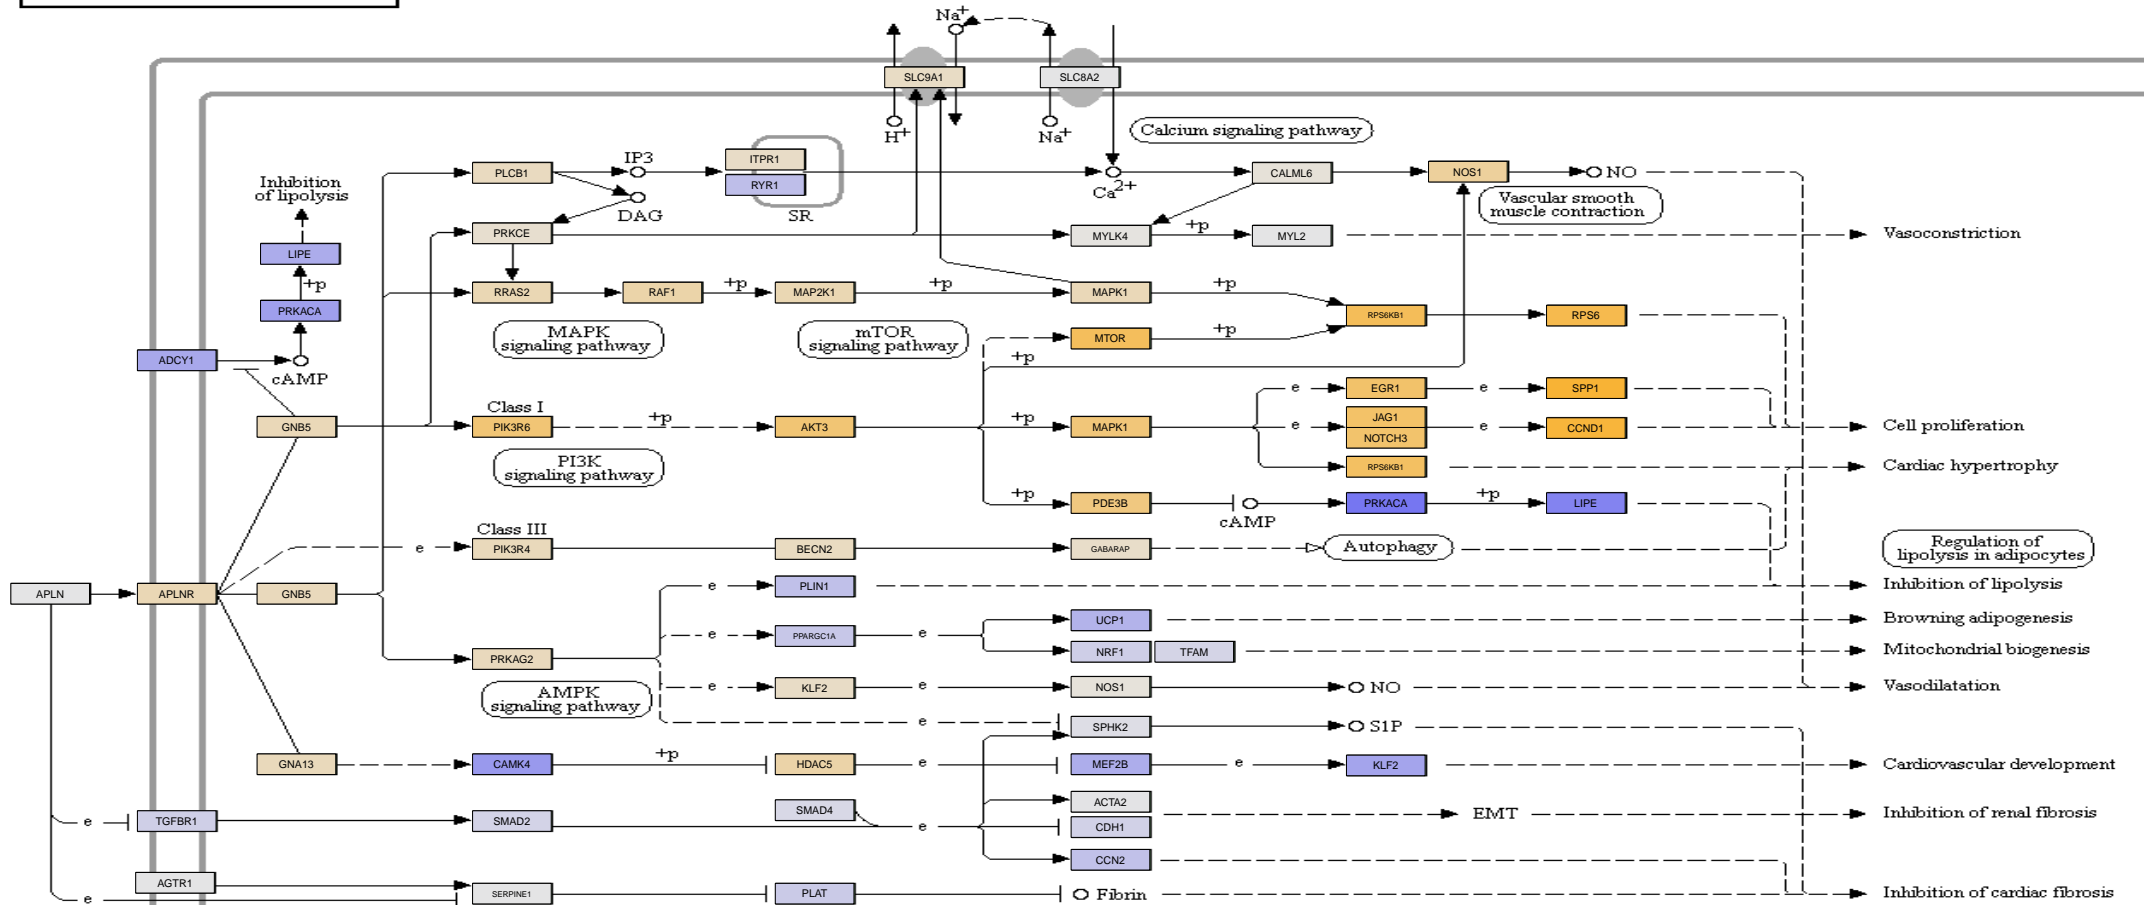 Na+
SLC9A1
SLC8A2
H+
Na+
Calcium signaling pathway
IP3
ITPR1
PLCB1
RYR1
Ca2+
CALML6
NOS1
NO
Inhibition
of lipolysis
DAG
SR
Vascular smooth
muscle contraction
PRKCE
MYLK4
+p
MYL2
Vasoconstriction
LIPE
+p
RRAS2
RAF1
+p
MAP2K1
+p
MAPK1
+p
PRKACA
RPS6KB1
RPS6
MAPK
signaling pathway
mTOR
signaling pathway
MTOR
+p
ADCY1
cAMP
+p
EGR1
e
e
SPP1
Class I
GNB5
PIK3R6
+p
AKT3
+p
MAPK1
e
JAG1
NOTCH3
e
CCND1
Cell proliferation
PI3K
signaling pathway
RPS6KB1
Cardiac hypertrophy
+p
PDE3B
cAMP
PRKACA
+p
LIPE
Class III
e
PIK3R4
BECN2
GABARAP
Autophagy
Regulation of
lipolysis in adipocytes
APLN
APLNR
GNB5
e
PLIN1
Inhibition of lipolysis
UCP1
Browning adipogenesis
e
PPARGC1A
e
NRF1
TFAM
Mitochondrial biogenesis
PRKAG2
AMPK
signaling pathway
e
KLF2
e
NOS1
NO
Vasodilatation
e
SPHK2
S1P
GNA13
CAMK4
+p
HDAC5
e
MEF2B
e
KLF2
Cardiovascular development
ACTA2
SMAD4
EMT
Inhibition of renal fibrosis
e
TGFBR1
SMAD2
e
CDH1
CCN2
AGTR1
e
SERPINE1
PLAT
Fibrin
Inhibition of cardiac fibrosis